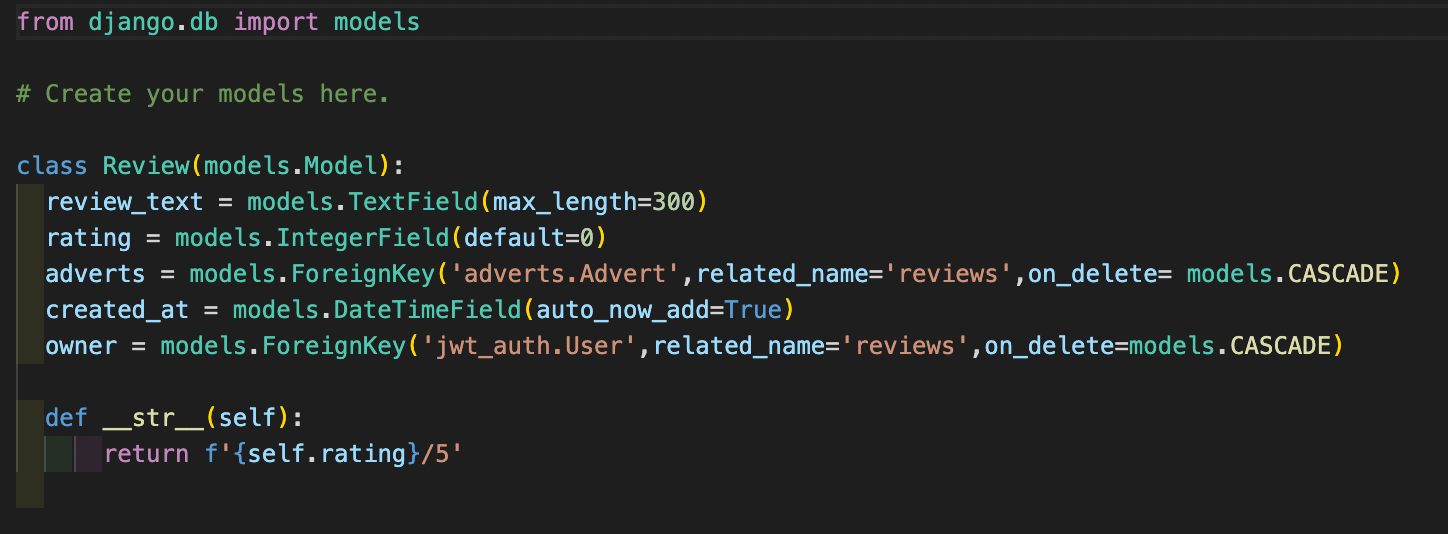 from django.db import models
# Create your models here.
class Review(models.Model):
review_text = models.TextField(max_length=300)
rating = models.IntegerField(default=0)
adverts = models.ForeignKey('adverts.Advert',related_name='reviews',on_delete= models.CASCADE)
created_at = models.DateTimeField(auto_now_add=True)
owner = models.ForeignKey('jwt_auth.User',related_name='reviews',on_delete=models.CASCADE)
def __str__(self):
return f'{self.rating}/5'